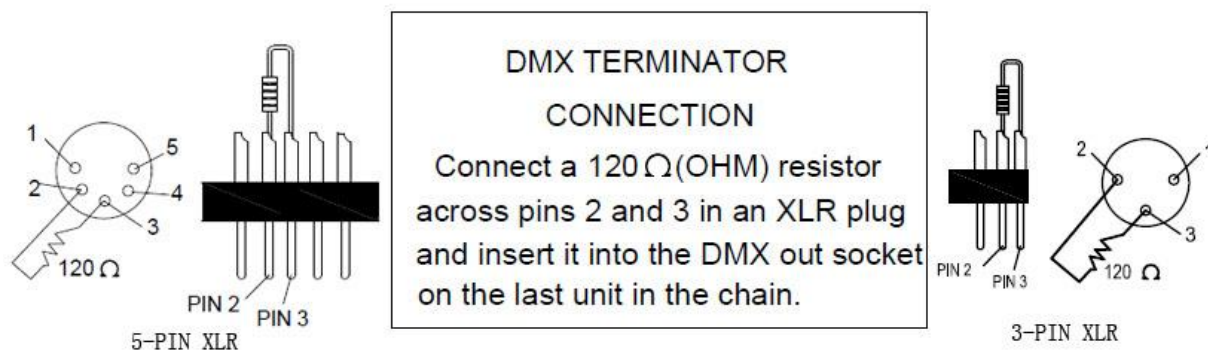 1
5
2
4
3
120 Ω
PIN 2
PIN 3
5-PIN XLR
DMX TERMINATOR
CONNECTION
Connect a 120 Ω(OHM) resistor
across pins 2 and 3 in an XLR plug
and insert it into the DMX out socket
on the last unit in the chain.
PIN 2
PIN 3
2
3
120 Ω
3-PIN XLR